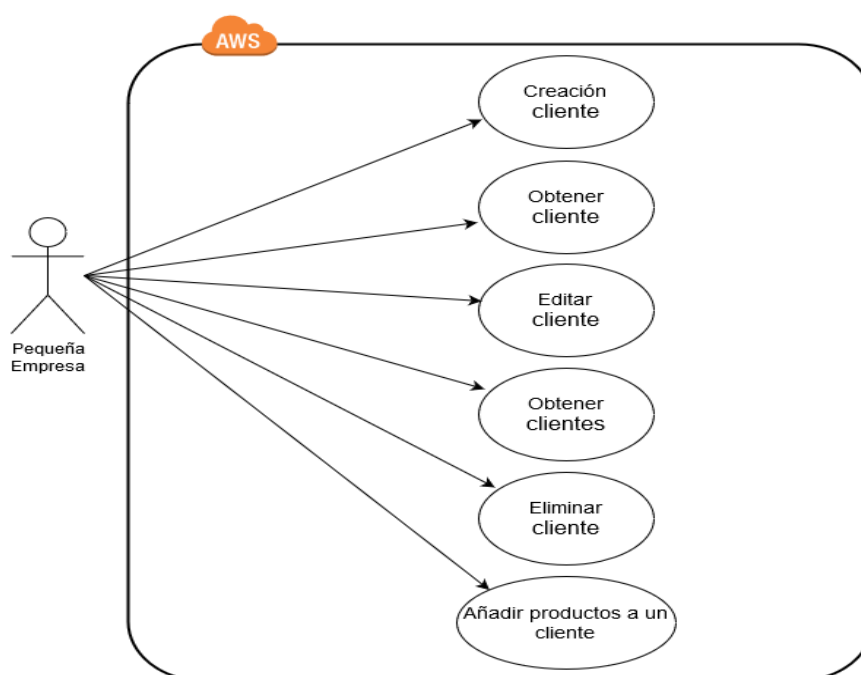 AWS
Creación
cliente
Obtener
cliente
Editar
cliente
Obtener
clientes
Eliminar
cliente
Añadir productos a un
cliente
Pequeña
Empresa